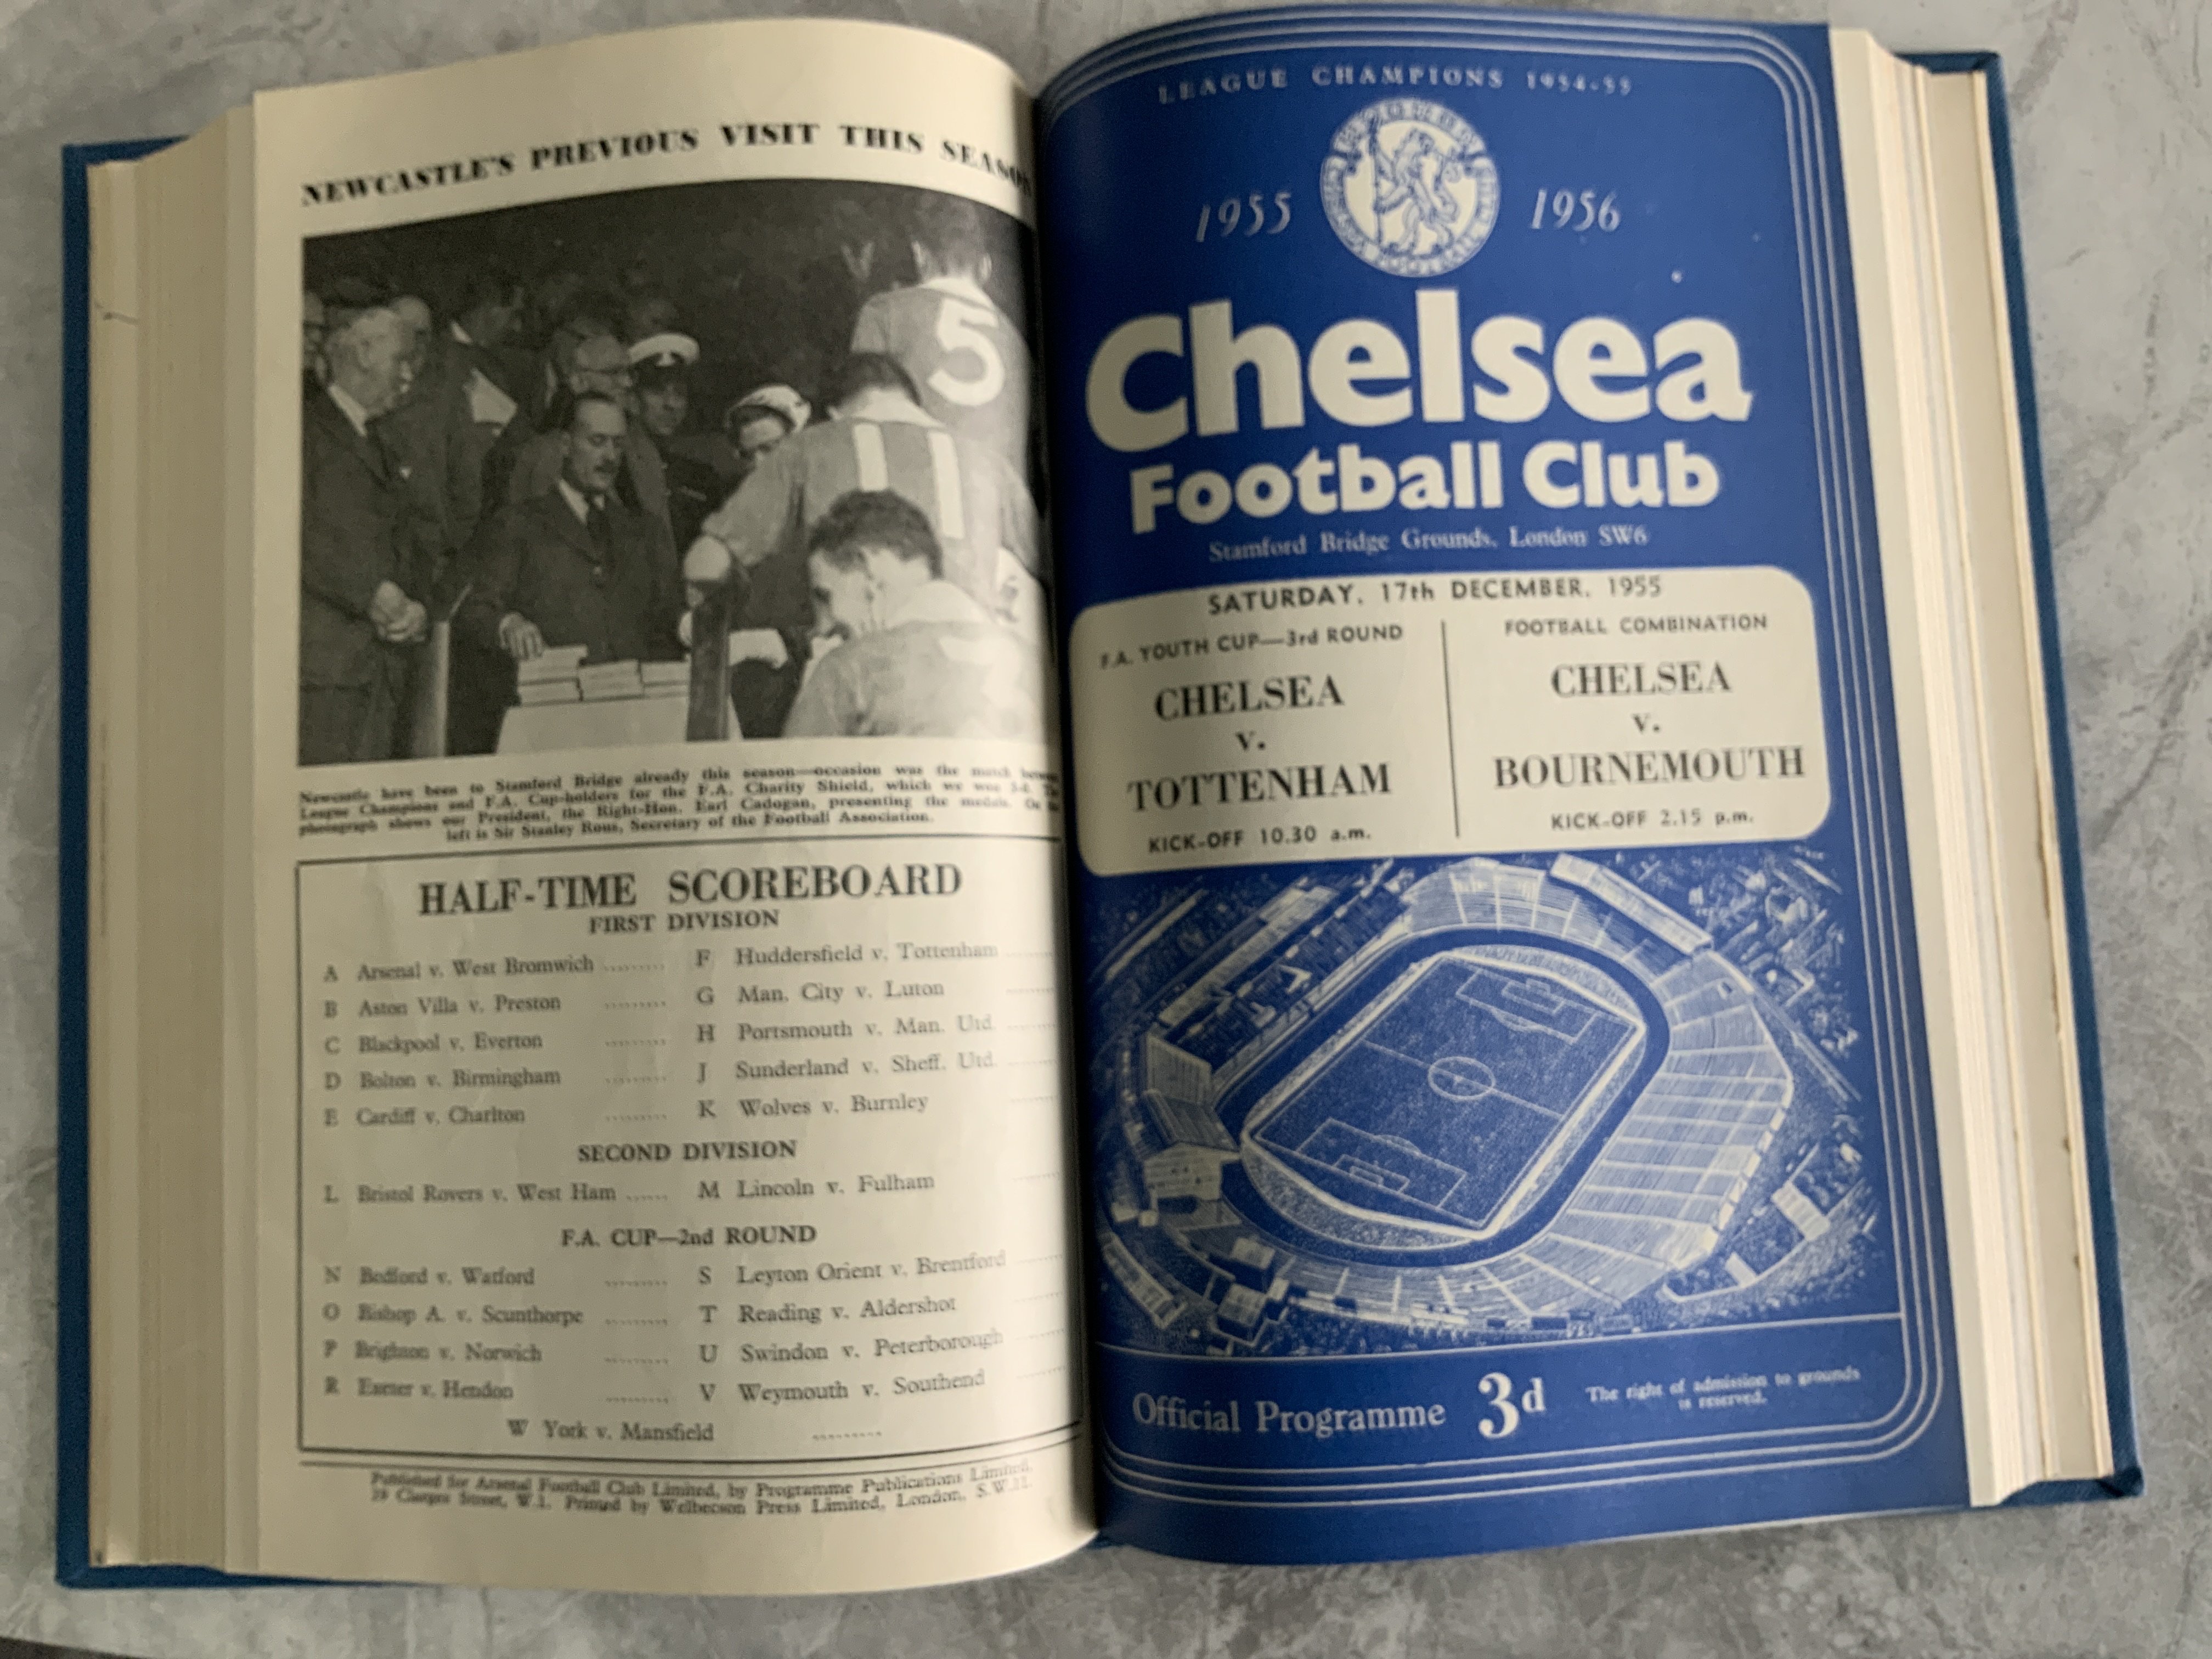 NEWCASTLE'S PREVIOUS VISIT THIS SEASON
5
11
Newcastle have been to Stamford Bridge already this season—occasion was the match
League Champions and F.A. Cup-holders for the F.A. Charity Shield, which we won 3-0. The
photograph shows our President, the Right-Hon. Earl Cadogan, presenting the medals. On the
left is Sir Stanley Rous, Secretary of the Football Association.
HALF-TIME SCOREBOARD
FIRST DIVISION
A Arsenal v. West Bromwich .........
F Huddersfield v. Tottenham
B Aston Villa v. Preston .........
G Man. City v. Luton
C Blackpool v. Everton .........
H Portsmouth v. Man. Utd.
D Bolton v. Birmingham .........
J Sunderland v. Sheff. Utd.
E Cardiff v. Charlton .........
K Wolves v. Burnley
SECOND DIVISION
L Bristol Rovers v. West Ham ......
M Lincoln v. Fulham
F.A. CUP—2nd ROUND
N Bedford v. Watford .........
S Leyton Orient v. Brentford
O Bishop A. v. Scunthorpe .........
T Reading v. Aldershot
P Brighton v. Norwich .........
U Swindon v. Peterborough
R Exeter v. Hendon .........
V Weymouth v. Southend
W York v. Mansfield .........
Published for Arsenal Football Club Limited, by Programme Publications Limited,
Street, W.1. Printed by Welbecson Press Limited, London, S.W.11.
LEAGUE CHAMPIONS 1954-55
1955
1956
Chelsea
Football Club
Stamford Bridge Grounds, London SW6
SATURDAY, 17th DECEMBER, 1955
F.A. YOUTH CUP—3rd ROUND
CHELSEA
v.
TOTTENHAM
KICK-OFF 10.30 a.m.
FOOTBALL COMBINATION
CHELSEA
v.
BOURNEMOUTH
KICK-OFF 2.15 p.m.
Official Programme 3d
The right of admission to grounds
is reserved.